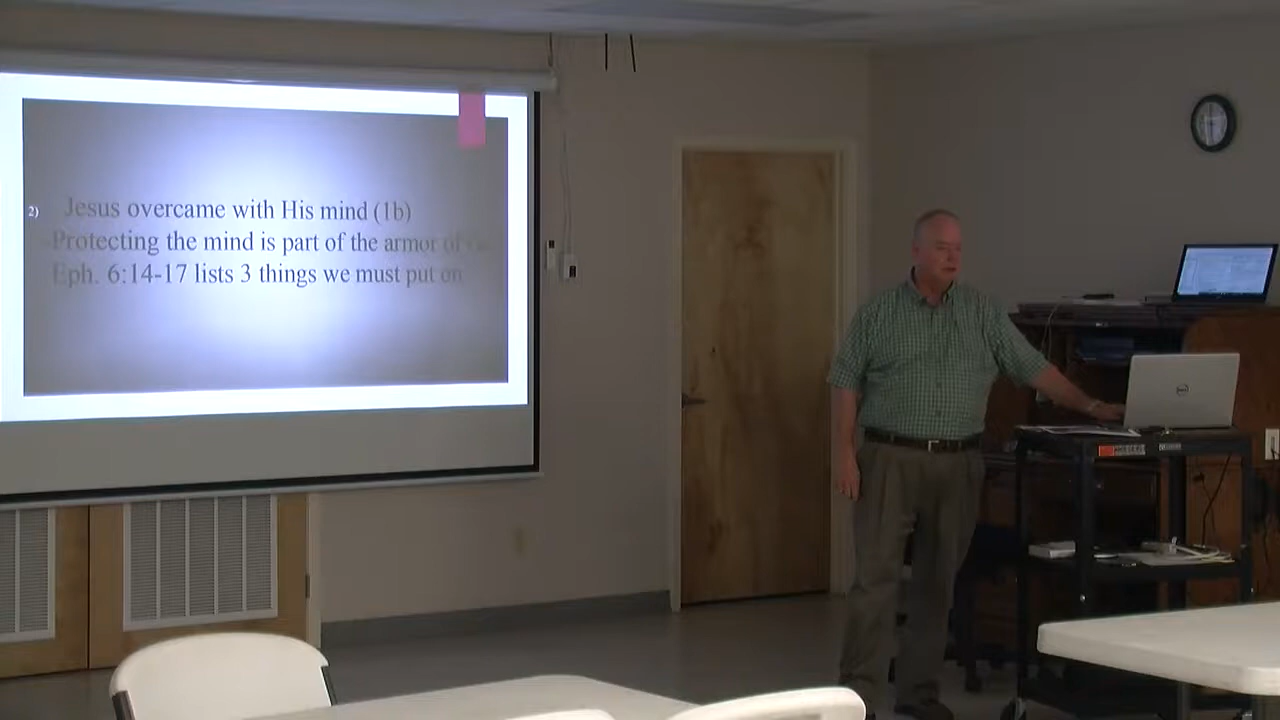 2) Jesus overcame with His mind (1b)
Protecting the mind is part of the armor of
Eph. 6:14-17 lists 3 things we must put on
DELL